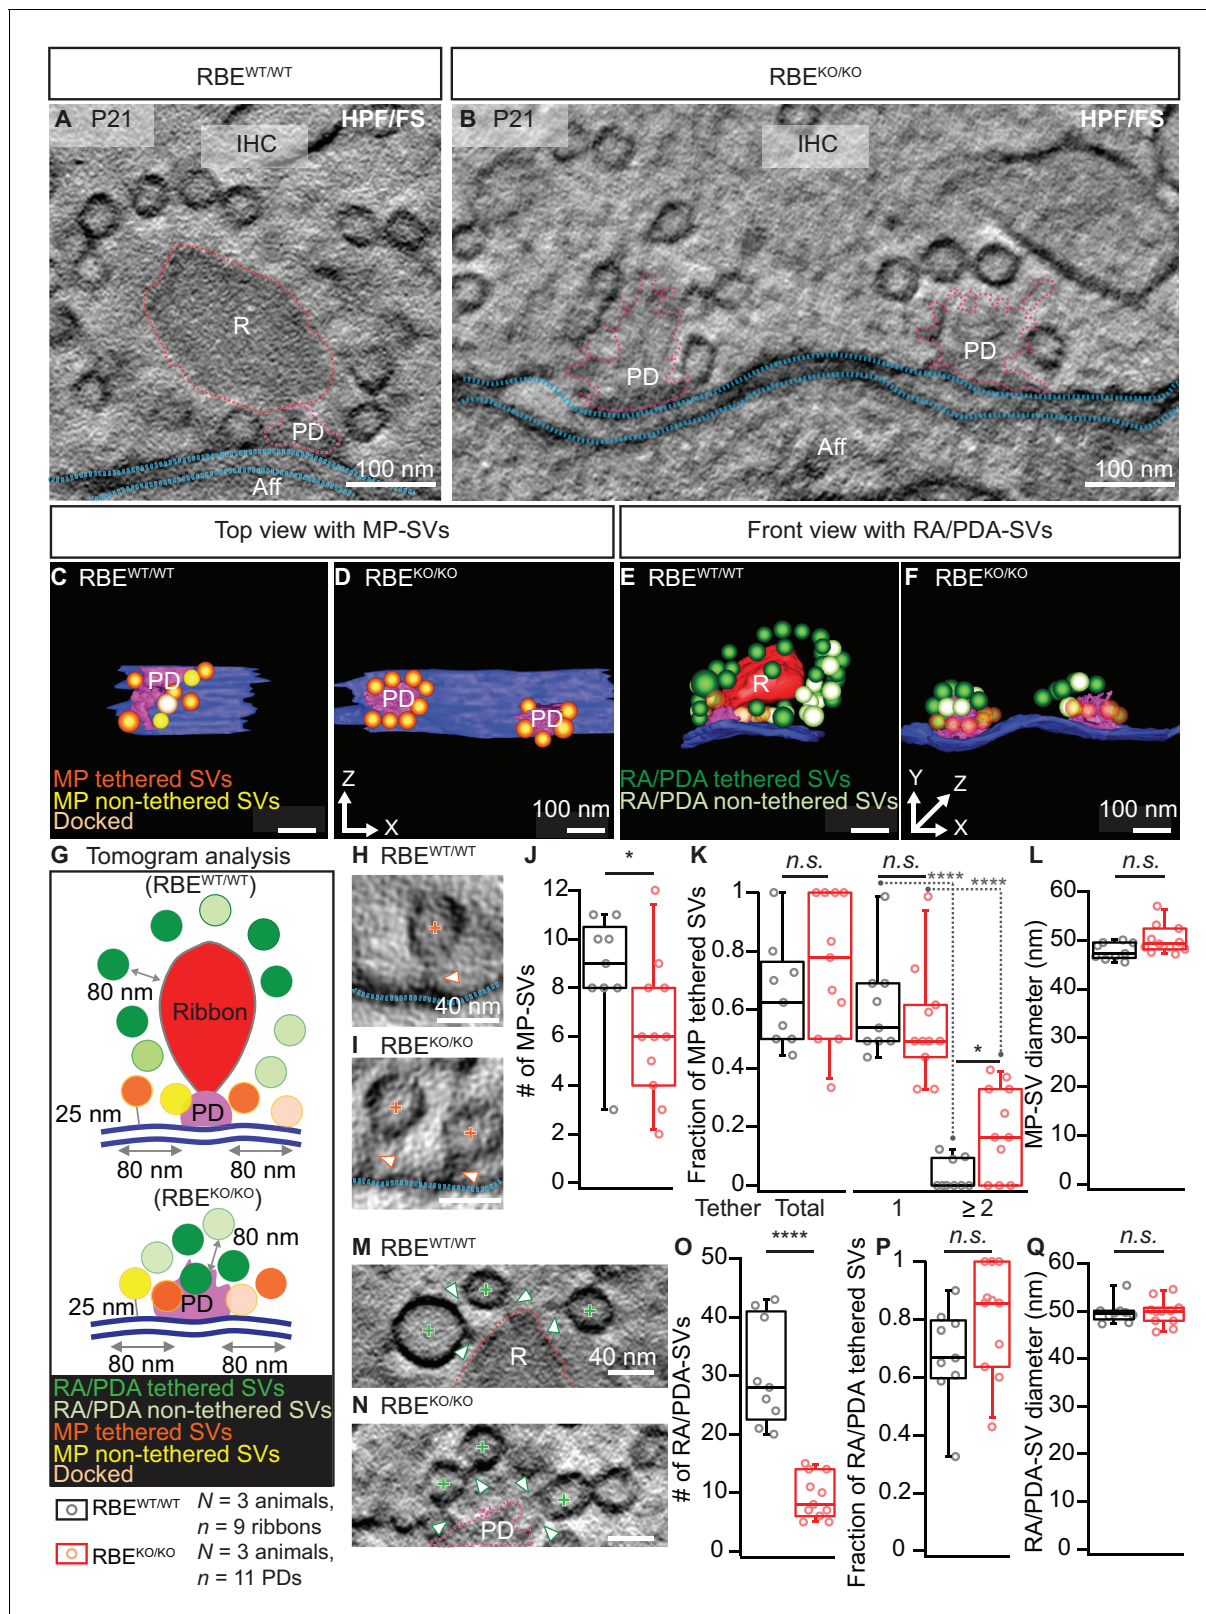 RBE^WT/WT
RBE^KO/KO
A P21
IHC
HPF/FS
R
PD
Aff
100 nm
B P21
IHC
HPF/FS
PD
PD
Aff
100 nm
Top view with MP-SVs
Front view with RA/PDA-SVs
C RBE^WT/WT
PD
MP tethered SVs
MP non-tethered SVs
Docked
D RBE^KO/KO
PD
PD
Z
X
100 nm
E RBE^WT/WT
R
RA/PDA tethered SVs
RA/PDA non-tethered SVs
F RBE^KO/KO
Y
Z
X
100 nm
G Tomogram analysis
(RBE^WT/WT)
80 nm
Ribbon
PD
25 nm
80 nm 80 nm
(RBE^KO/KO)
80 nm
PD
25 nm
80 nm 80 nm
RA/PDA tethered SVs
RA/PDA non-tethered SVs
MP tethered SVs
MP non-tethered SVs
Docked
RBE^WT/WT N = 3 animals,
n = 9 ribbons
RBE^KO/KO N = 3 animals,
n = 11 PDs
H RBE^WT/WT
40 nm
I RBE^KO/KO
J
*
# of MP-SVs
12
10
8
6
4
2
0
K
n.s.
n.s.
****
****
*
Fraction of MP tethered SVs
1
0.8
0.6
0.4
0.2
0
Tether Total 1 ≥ 2
L
n.s.
MP-SV diameter (nm)
60
50
40
30
20
10
0
M RBE^WT/WT
R
40 nm
N RBE^KO/KO
PD
O
****
# of RA/PDA-SVs
50
40
30
20
10
0
P
n.s.
Fraction of RA/PDA tethered SVs
1
0.8
0.6
0.4
0.2
0
Q
n.s.
RA/PDA-SV diameter (nm)
60
50
40
30
20
10
0